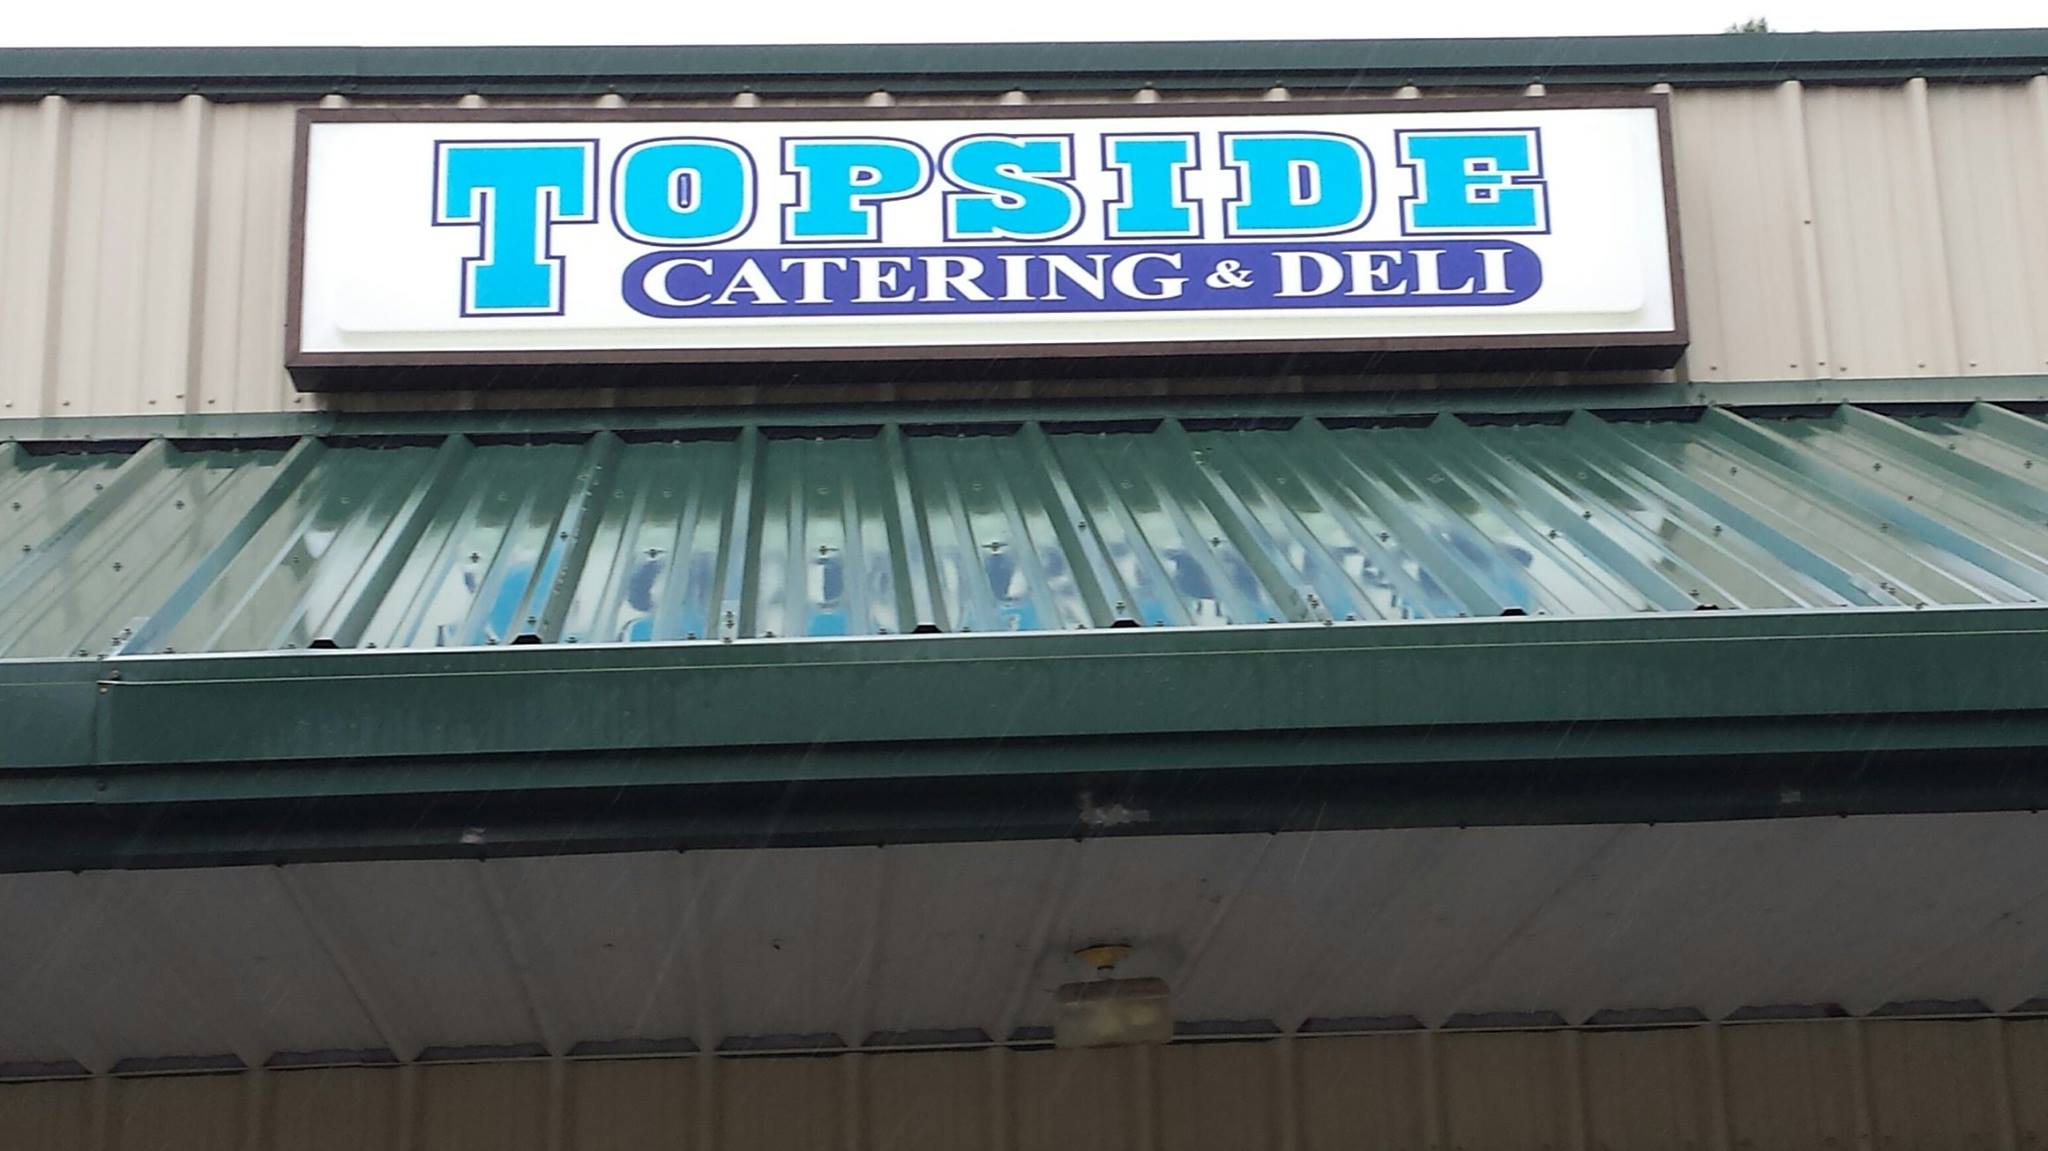 TOPSIDE
CATERING & DELI